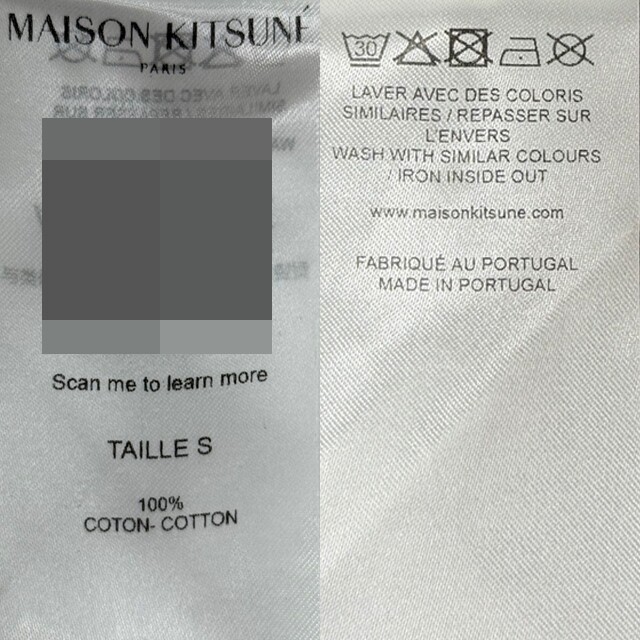 MAISON KITSUNÉ
PARIS
Scan me to learn more
TAILLE S
100%
COTON- COTTON
30
LAVER AVEC DES COLORIS
SIMILAIRES / REPASSER SUR
L'ENVERS
WASH WITH SIMILAR COLOURS
/ IRON INSIDE OUT
www.maisonkitsune.com
FABRIQUÉ AU PORTUGAL
MADE IN PORTUGAL